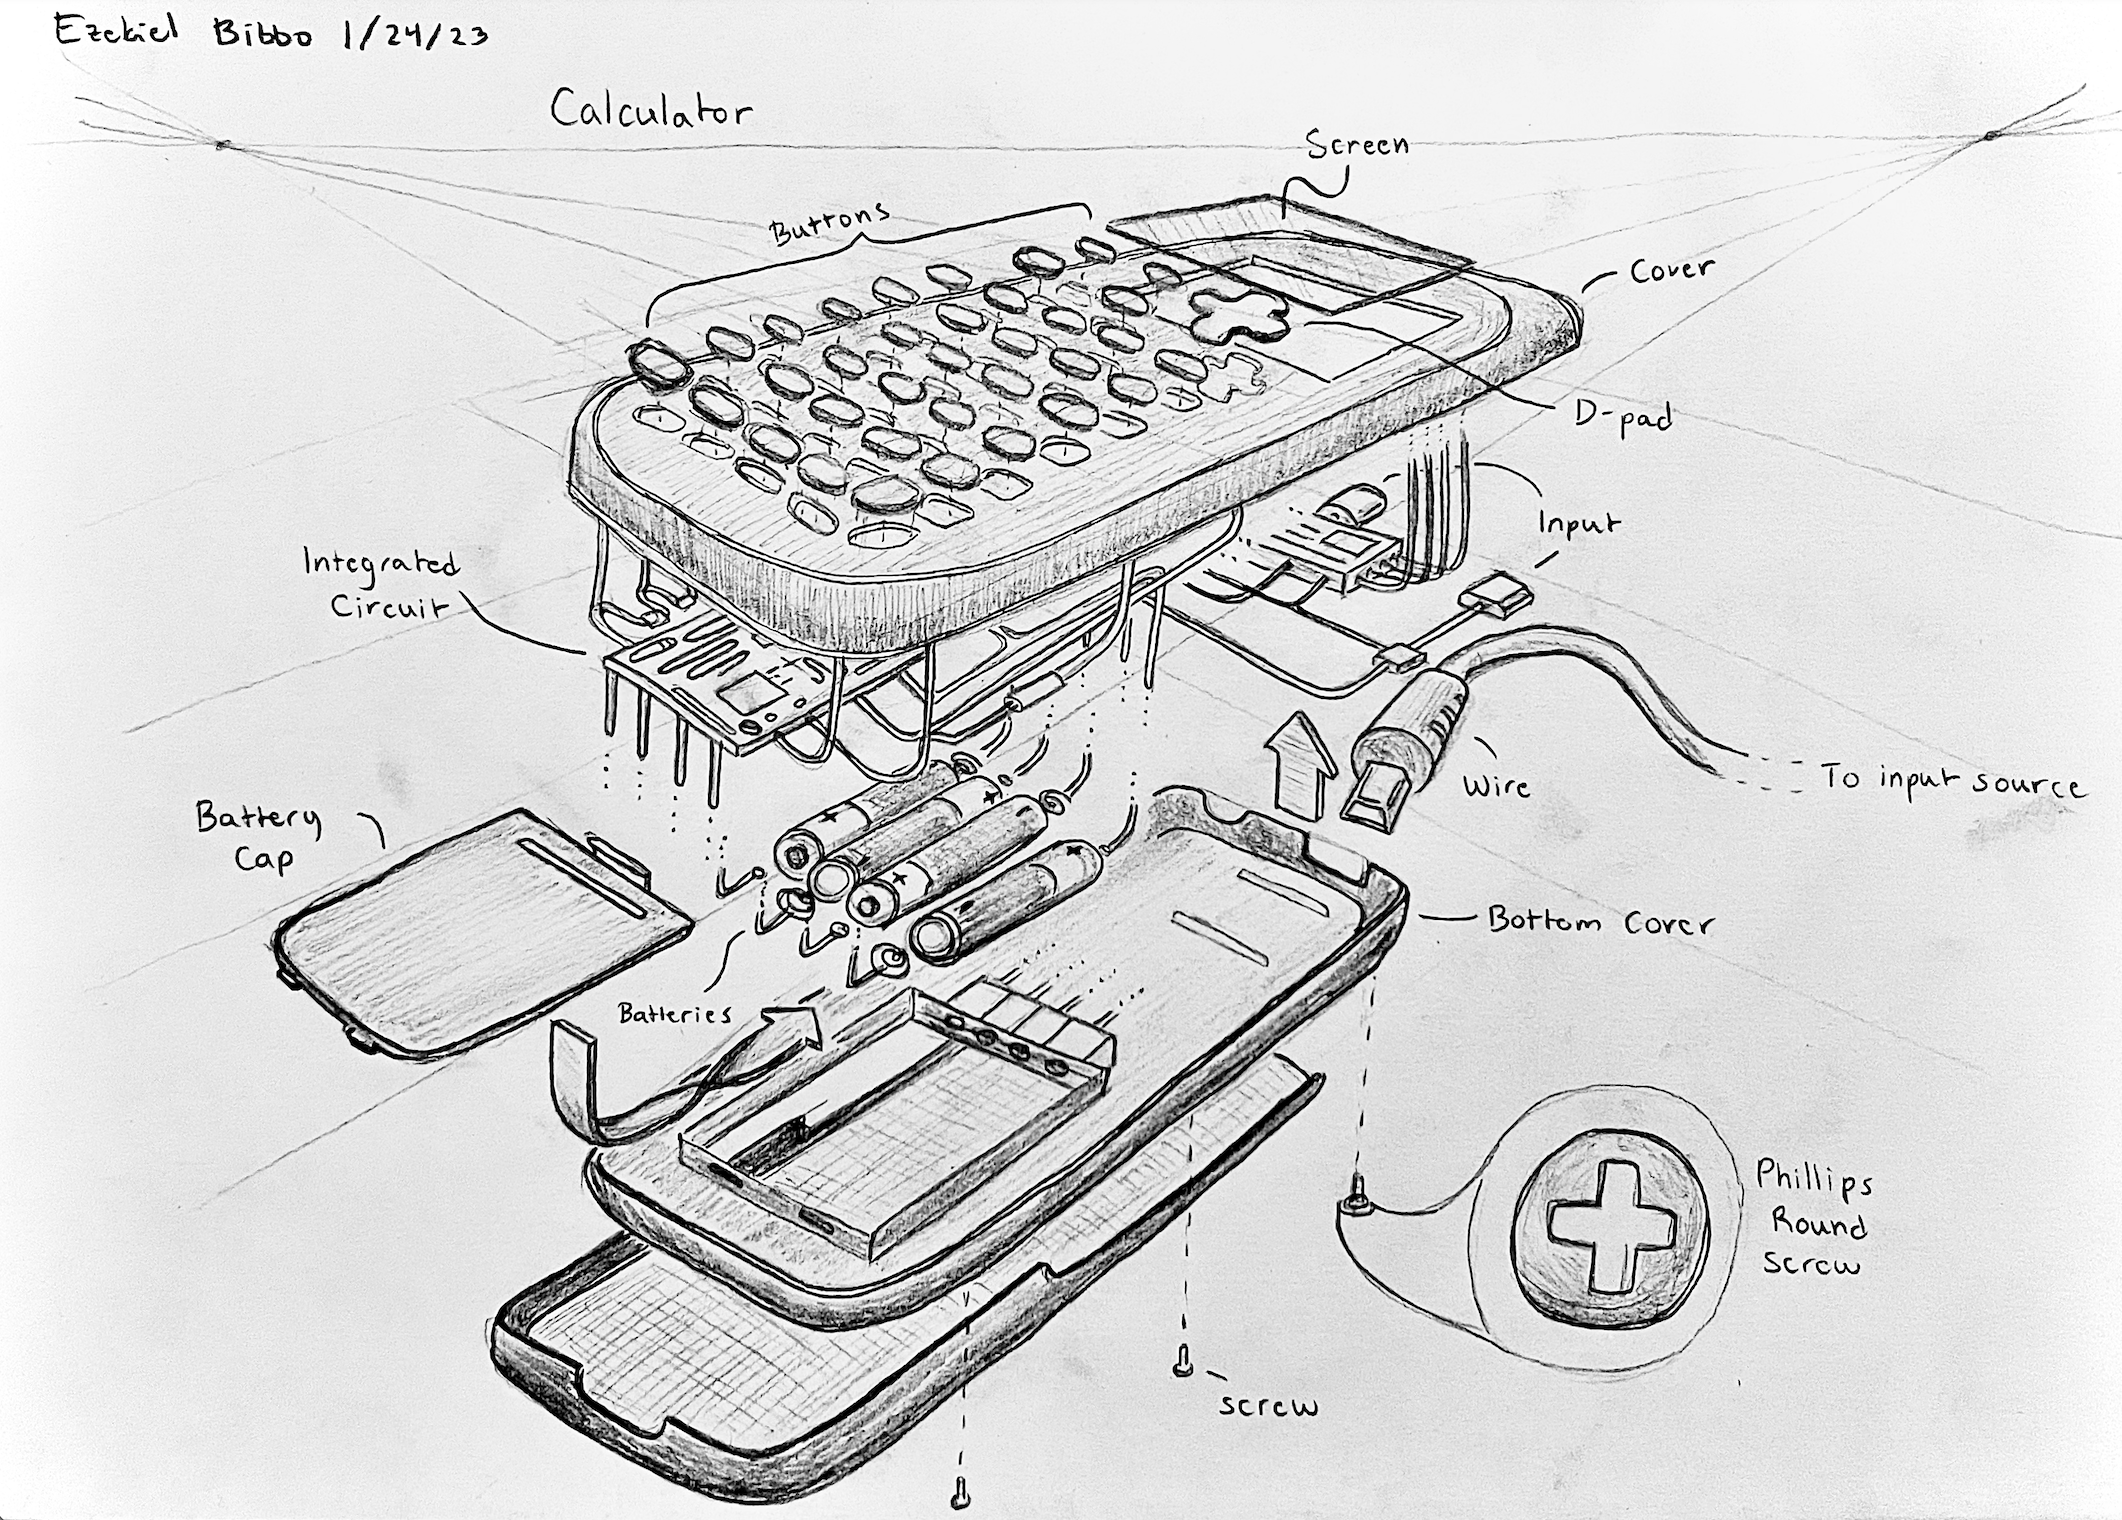 Ezekiel Bibbo 1/24/23
Calculator
Screen
Buttons
Cover
D-pad
Input
Integrated
Circuit
Wire
To input source
Battery
Cap
Bottom Cover
Batteries
Phillips
Round
screw
screw